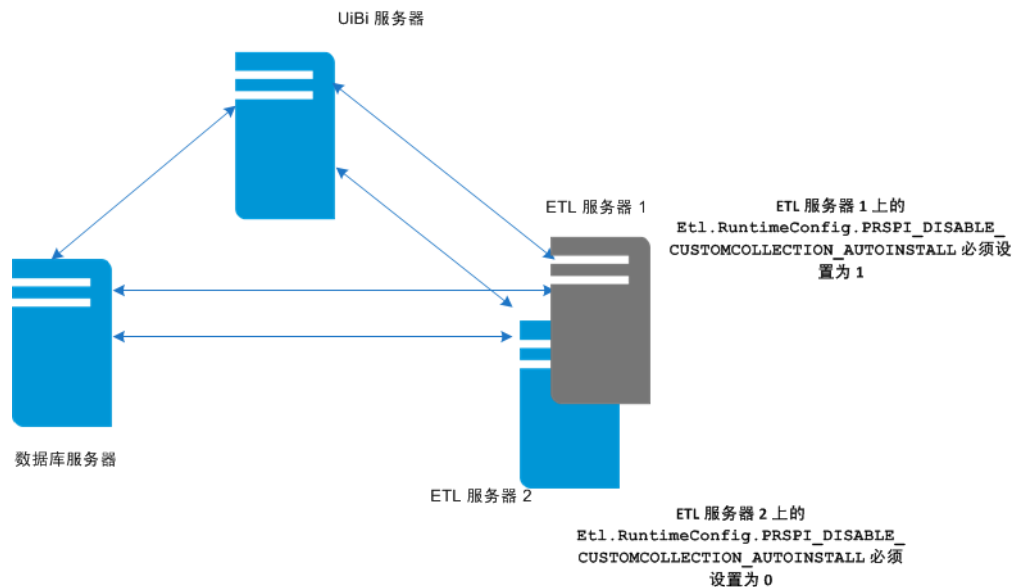 UiBi 服务器
ETL 服务器 1
ETL 服务器 1 上的
Etl.RuntimeConfig.PRSPI_DISABLE_
CUSTOMCOLLECTION_AUTOINSTALL 必须设
置为 1
数据库服务器
ETL 服务器 2
ETL 服务器 2 上的
Etl.RuntimeConfig.PRSPI_DISABLE_
CUSTOMCOLLECTION_AUTOINSTALL 必须
设置为 0